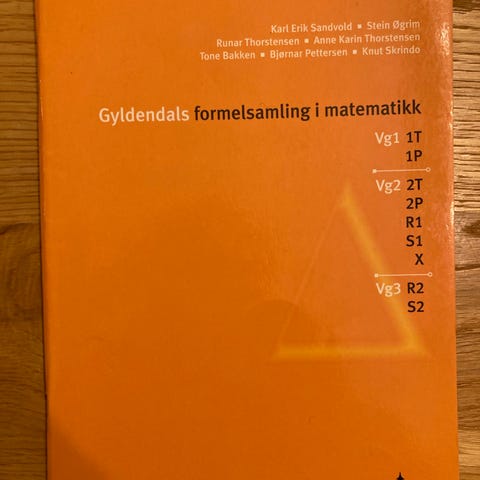 Karl Erik Sandvold ▪ Stein Øgrim
Runar Thorstensen ▪ Anne Karin Thorstensen
Tone Bakken ▪ Bjørnar Pettersen ▪ Knut Skrindo
Gyldendals formelsamling i matematikk
Vg1 1T
1P
Vg2 2T
2P
R1
S1
X
Vg3 R2
S2